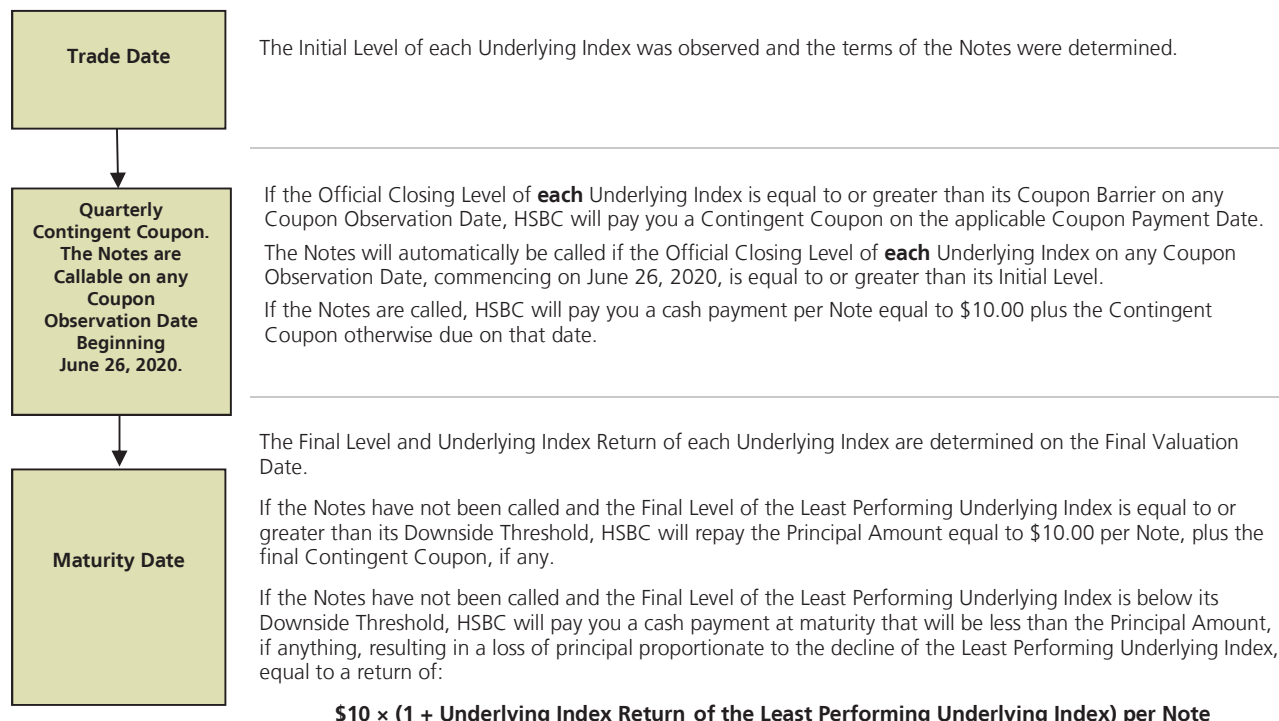 Trade Date
The Initial Level of each Underlying Index was observed and the terms of the Notes were determined.
Quarterly
Contingent Coupon.
The Notes are
Callable on any
Coupon
Observation Date
Beginning
June 26, 2020.
If the Official Closing Level of each Underlying Index is equal to or greater than its Coupon Barrier on any
Coupon Observation Date, HSBC will pay you a Contingent Coupon on the applicable Coupon Payment Date.
The Notes will automatically be called if the Official Closing Level of each Underlying Index on any Coupon
Observation Date, commencing on June 26, 2020, is equal to or greater than its Initial Level.
If the Notes are called, HSBC will pay you a cash payment per Note equal to $10.00 plus the Contingent
Coupon otherwise due on that date.
Maturity Date
The Final Level and Underlying Index Return of each Underlying Index are determined on the Final Valuation
Date.
If the Notes have not been called and the Final Level of the Least Performing Underlying Index is equal to or
greater than its Downside Threshold, HSBC will repay the Principal Amount equal to $10.00 per Note, plus the
final Contingent Coupon, if any.
If the Notes have not been called and the Final Level of the Least Performing Underlying Index is below its
Downside Threshold, HSBC will pay you a cash payment at maturity that will be less than the Principal Amount,
if anything, resulting in a loss of principal proportionate to the decline of the Least Performing Underlying Index,
equal to a return of:
$10 × (1 + Underlying Index Return of the Least Performing Underlying Index) per Note